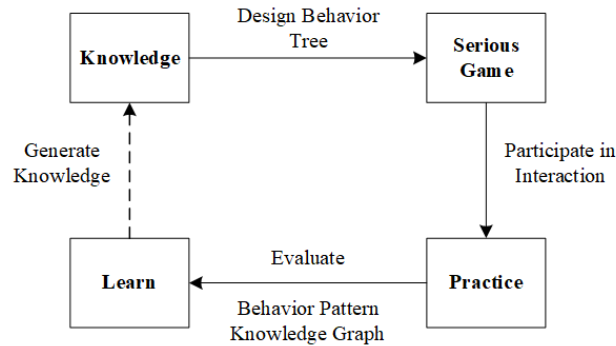 Design Behavior
Tree
Knowledge
Serious
Game
Generate
Knowledge
Participate in
Interaction
Evaluate
Learn
Practice
Behavior Pattern
Knowledge Graph